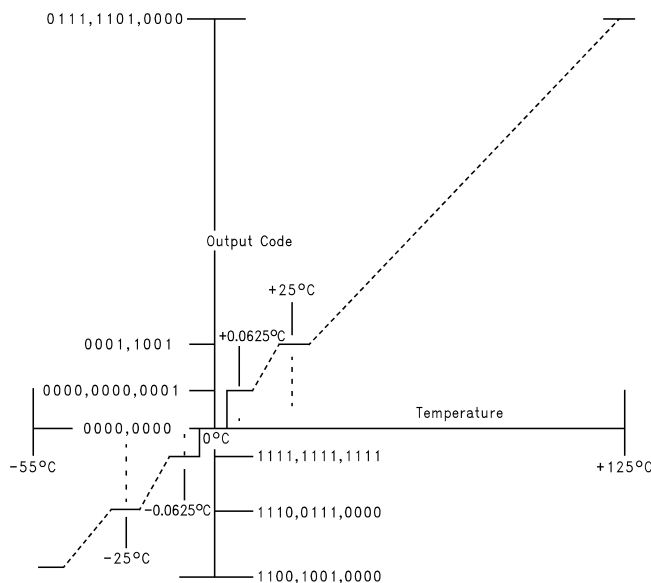 0111,1101,0000
Output Code
+25°C
+0.0625°C
0001,1001
0000,0000,0001
Temperature
0000,0000
0°C
-55°C
+125°C
1111,1111,1111
-0.0625°C
1110,0111,0000
-25°C
1100,1001,0000